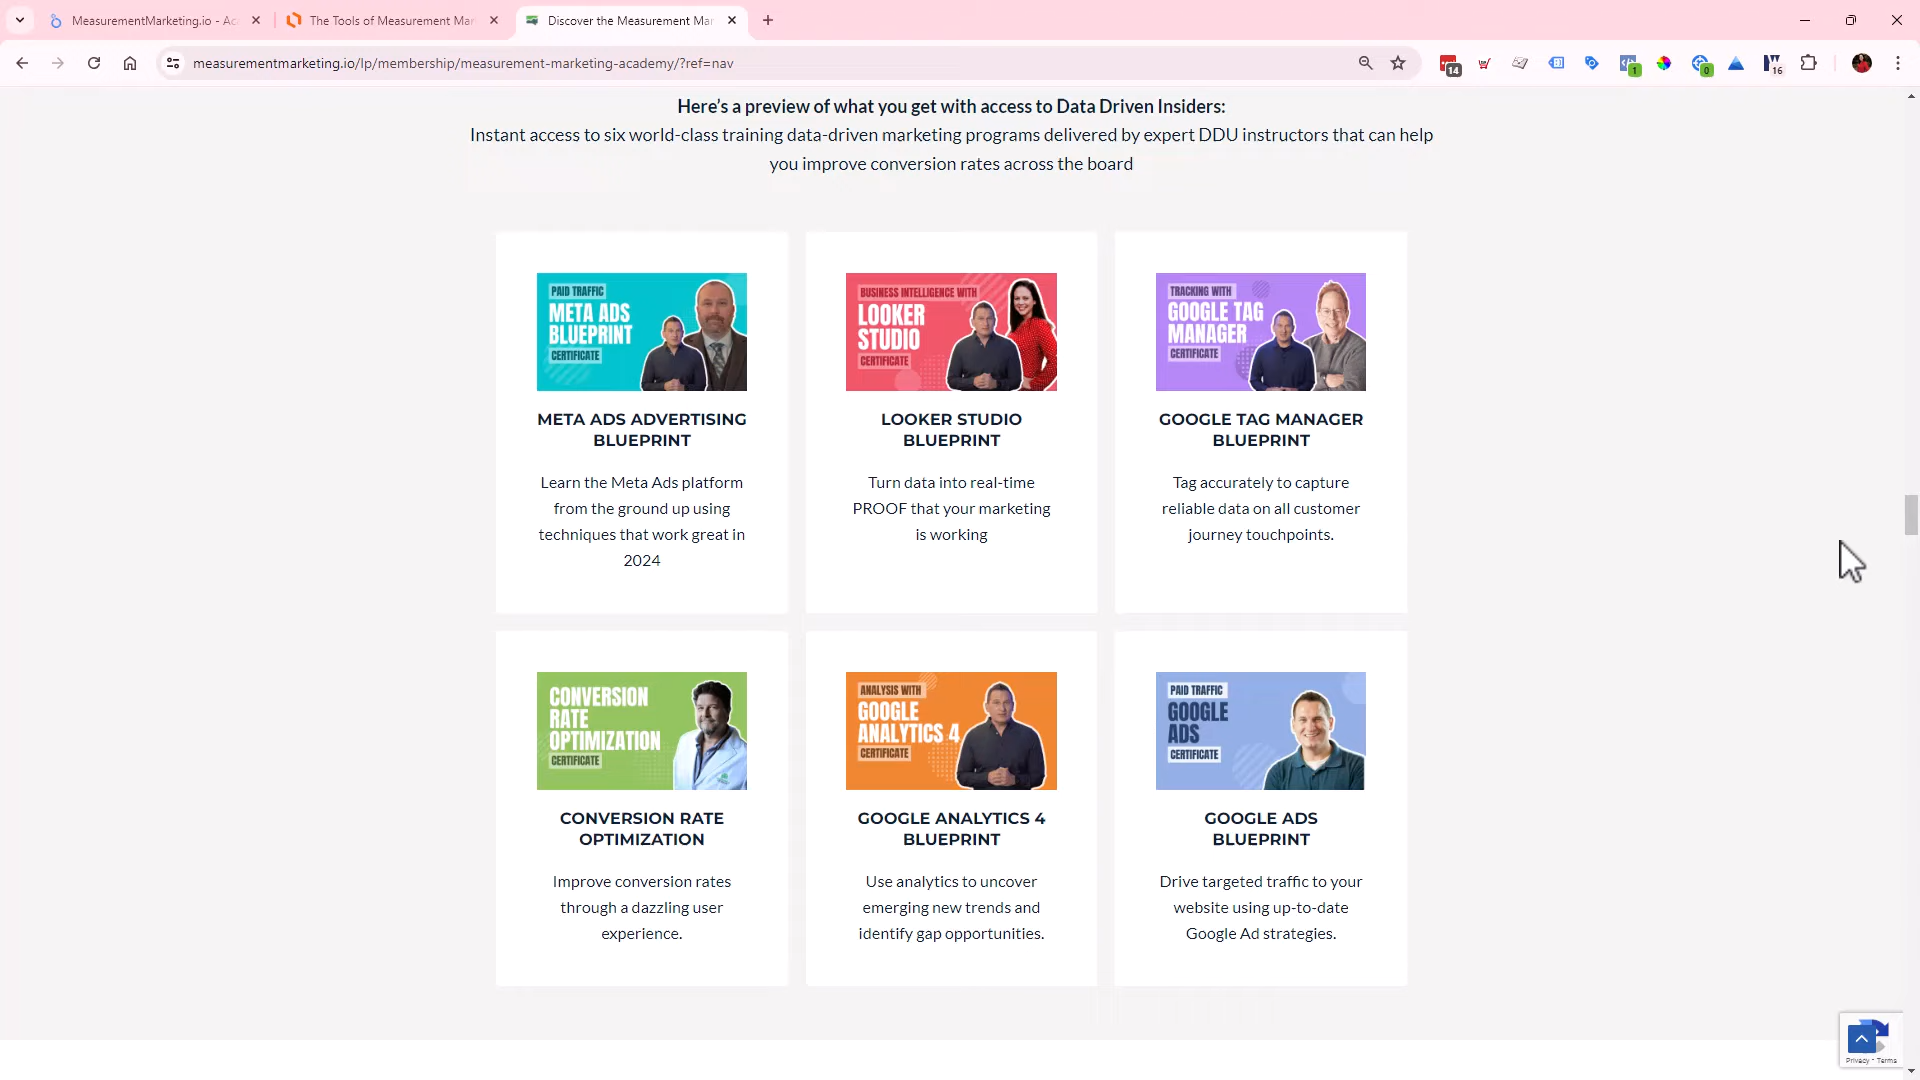 MeasurementMarketing.io - Ac
The Tools of Measurement Mar
Discover the Measurement Mar
measurementmarketing.io/lp/membership/measurement-marketing-academy/?ref=nav
14
1
0
16
Here’s a preview of what you get with access to Data Driven Insiders:
Instant access to six world-class training data-driven marketing programs delivered by expert DDU instructors that can help
you improve conversion rates across the board
PAID TRAFFIC
META ADS
BLUEPRINT
CERTIFICATE
META ADS ADVERTISING
BLUEPRINT
Learn the Meta Ads platform
from the ground up using
techniques that work great in
2024
BUSINESS INTELLIGENCE WITH
LOOKER
STUDIO
CERTIFICATE
LOOKER STUDIO
BLUEPRINT
Turn data into real-time
PROOF that your marketing
is working
TRACKING WITH
GOOGLE TAG
MANAGER
CERTIFICATE
GOOGLE TAG MANAGER
BLUEPRINT
Tag accurately to capture
reliable data on all customer
journey touchpoints.
CONVERSION
RATE
OPTIMIZATION
CERTIFICATE
CONVERSION RATE
OPTIMIZATION
Improve conversion rates
through a dazzling user
experience.
ANALYSIS WITH
GOOGLE
ANALYTICS 4
CERTIFICATE
GOOGLE ANALYTICS 4
BLUEPRINT
Use analytics to uncover
emerging new trends and
identify gap opportunities.
PAID TRAFFIC
GOOGLE
ADS
CERTIFICATE
GOOGLE ADS
BLUEPRINT
Drive targeted traffic to your
website using up-to-date
Google Ad strategies.
Privacy - Terms